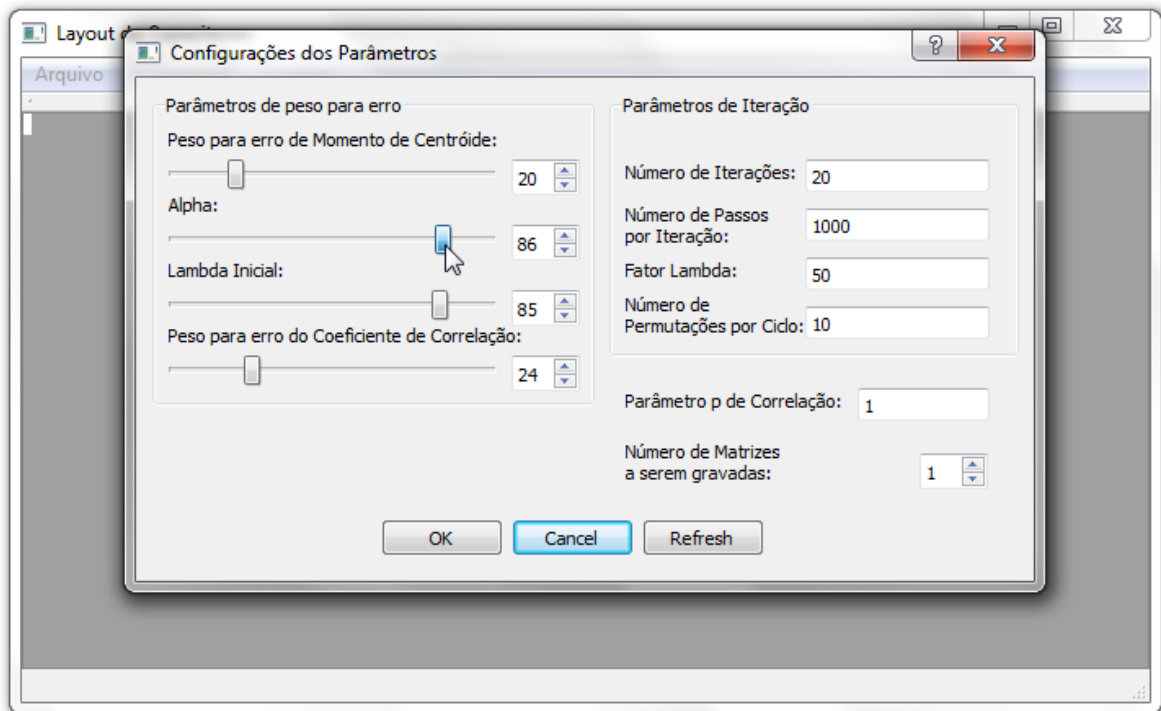 Layout d
Configurações dos Parâmetros
Arquivo
Parâmetros de peso para erro
Peso para erro de Momento de Centróide:
20
Alpha:
86
Lambda Inicial:
85
Peso para erro do Coeficiente de Correlação:
24
Parâmetros de Iteração
Número de Iterações: 20
Número de Passos
por Iteração: 1000
Fator Lambda: 50
Número de
Permutações por Ciclo: 10
Parâmetro p de Correlação: 1
Número de Matrizes
a serem gravadas: 1
OK Cancel Refresh